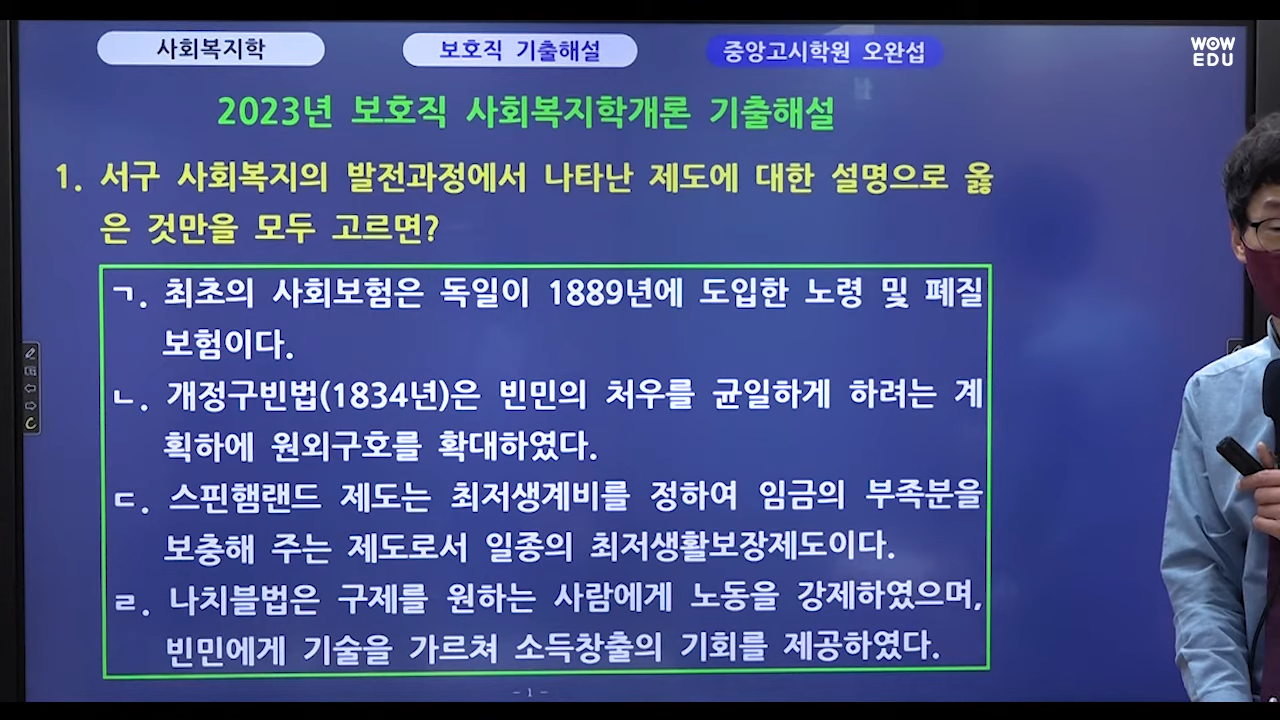 사회복지학
보호직 기출해설
중앙고시학원 오완섭
WOW
EDU
2023년 보호직 사회복지학개론 기출해설
1. 서구 사회복지의 발전과정에서 나타난 제도에 대한 설명으로 옳
은 것만을 모두 고르면?
ㄱ. 최초의 사회보험은 독일이 1889년에 도입한 노령 및 폐질
보험이다.
ㄴ. 개정구빈법(1834년)은 빈민의 처우를 균일하게 하려는 계
획하에 원외구호를 확대하였다.
ㄷ. 스핀햄랜드 제도는 최저생계비를 정하여 임금의 부족분을
보충해 주는 제도로서 일종의 최저생활보장제도이다.
ㄹ. 나치블법은 구제를 원하는 사람에게 노동을 강제하였으며,
빈민에게 기술을 가르쳐 소득창출의 기회를 제공하였다.
- 1 -